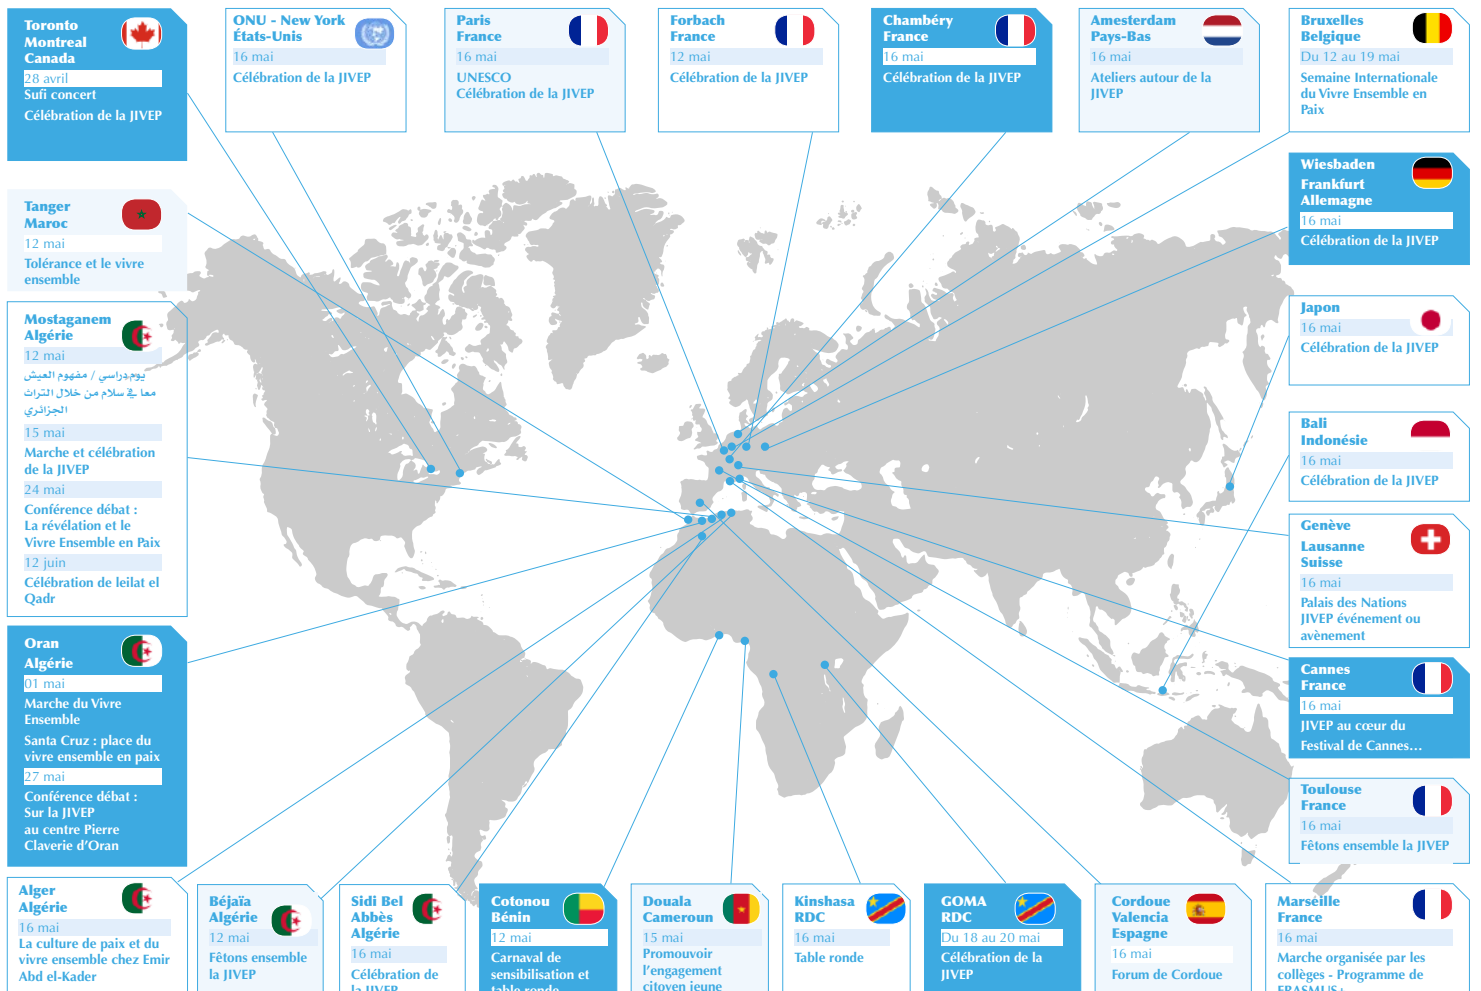 Toronto
Montreal
Canada
28 avril
Sufi concert
Célébration de la JIVEP
ONU - New York
États-Unis
16 mai
Célébration de la JIVEP
Paris
France
16 mai
UNESCO
Célébration de la JIVEP
Forbach
France
12 mai
Célébration de la JIVEP
Chambéry
France
16 mai
Célébration de la JIVEP
Amesterdam
Pays-Bas
16 mai
Ateliers autour de la
JIVEP
Bruxelles
Belgique
Du 12 au 19 mai
Semaine Internationale
du Vivre Ensemble en
Paix
Wiesbaden
Frankfurt
Allemagne
16 mai
Célébration de la JIVEP
Tanger
Maroc
12 mai
Tolérance et le vivre
ensemble
Japon
16 mai
Célébration de la JIVEP
Mostaganem
Algérie
12 mai
يوم دراسي / مفهوم العيش
معا في سلام من خلال التراث
الجزائري
15 mai
Marche et célébration
de la JIVEP
24 mai
Conférence débat :
La révélation et le
Vivre Ensemble en Paix
12 juin
Célébration de leilat el
Qadr
Bali
Indonésie
16 mai
Célébration de la JIVEP
Genève
Lausanne
Suisse
16 mai
Palais des Nations
JIVEP événement ou
avènement
Oran
Algérie
01 mai
Marche du Vivre
Ensemble
Santa Cruz : place du
vivre ensemble en paix
27 mai
Conférence débat :
Sur la JIVEP
au centre Pierre
Claverie d’Oran
Cannes
France
16 mai
JIVEP au cœur du
Festival de Cannes…
Toulouse
France
16 mai
Fêtons ensemble la JIVEP
Alger
Algérie
16 mai
La culture de paix et du
vivre ensemble chez Emir
Abd el-Kader
Béjaïa
Algérie
12 mai
Fêtons ensemble
la JIVEP
Sidi Bel
Abbès
Algérie
16 mai
Célébration de
la JIVEP
Cotonou
Bénin
12 mai
Carnaval de
sensibilisation et
table ronde
Douala
Cameroun
15 mai
Promouvoir
l’engagement
citoyen jeune
Kinshasa
RDC
16 mai
Table ronde
GOMA
RDC
Du 18 au 20 mai
Célébration de la
JIVEP
Cordoue
Valencia
Espagne
16 mai
Forum de Cordoue
Marséille
France
16 mai
Marche organisée par les
collèges - Programme de
ERASMUS+